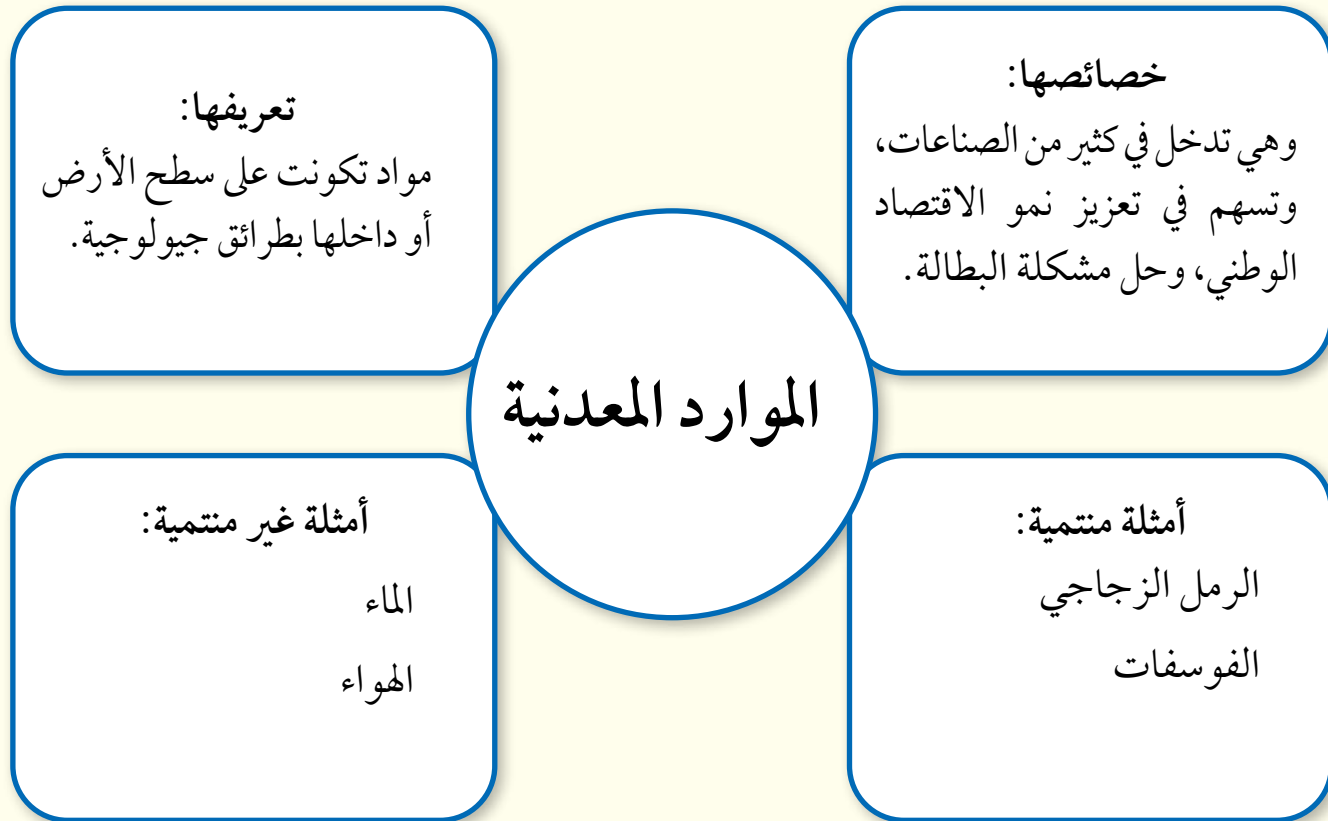 خصائصها:
وهي تدخل في كثير من الصناعات،
وتسهم في تعزيز نمو الاقتصاد
الوطني، وحل مشكلة البطالة.
تعريفها:
مواد تكونت على سطح الأرض
أو داخلها بطرائق جيولوجية.
الموارد المعدنية
أمثلة منتمية:
الرمل الزجاجي
الفوسفات
أمثلة غير منتمية:
الماء
الهواء